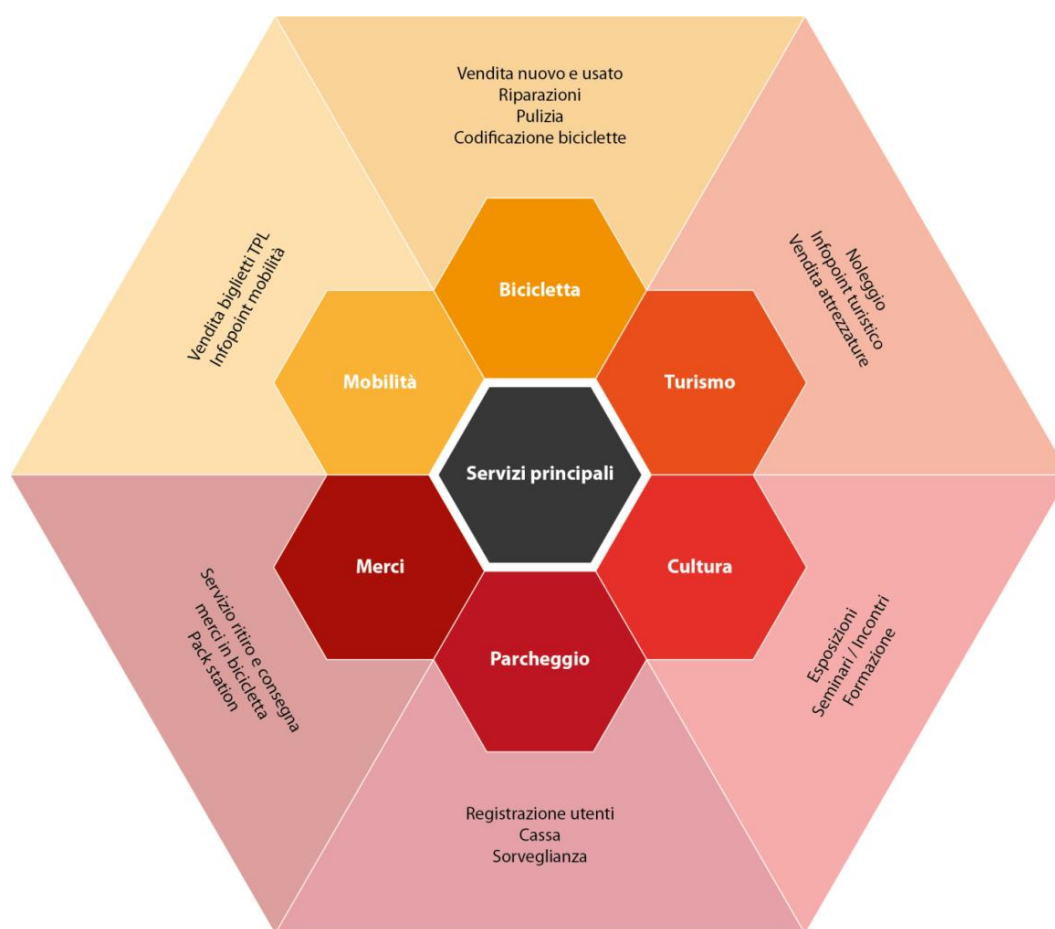 Vendita nuovo e usato
Riparazioni
Pulizia
Codificazione biciclette
Bicicletta
Vendita biglietti TPL
Infopoint mobilità
Mobilità
Noleggio
Infopoint turistico
Vendita attrezzature
Turismo
Servizi principali
Merci
Servizio ritiro e consegna
merci in bicicletta
Pack station
Cultura
Esposizioni
Seminari / Incontri
Formazione
Parcheggio
Registrazione utenti
Cassa
Sorveglianza